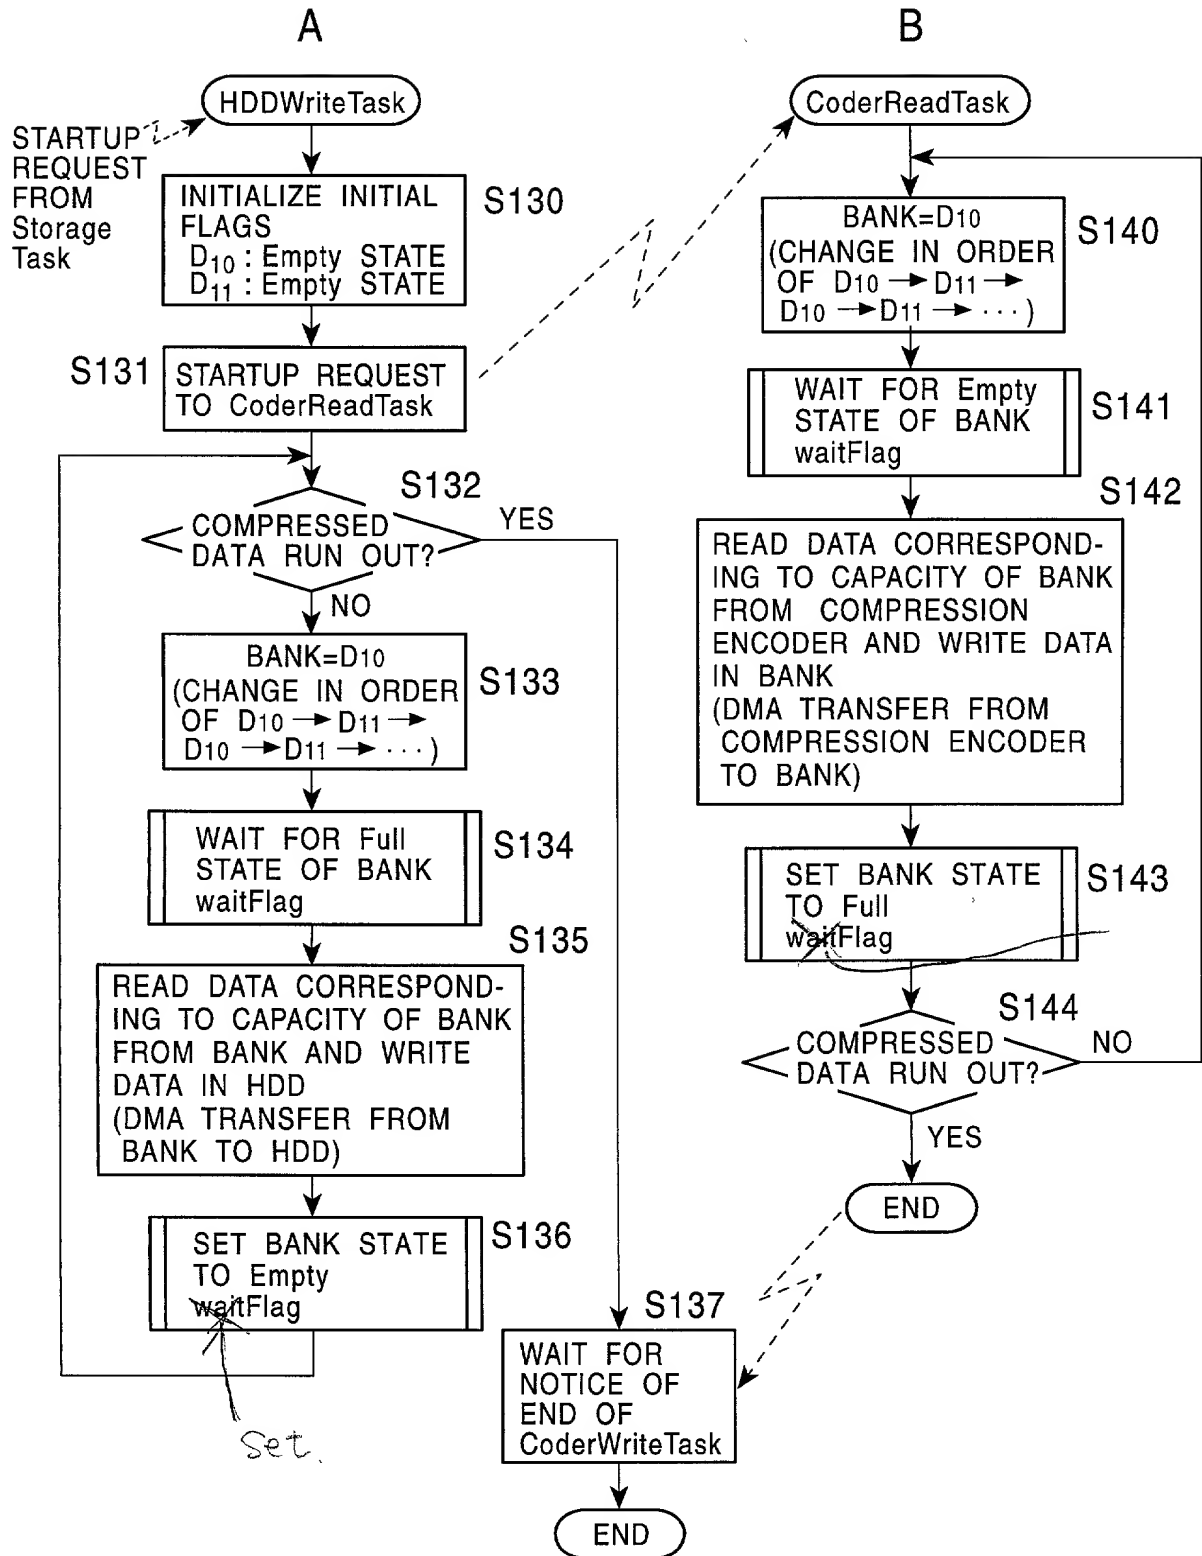 A
HDDWriteTask
STARTUP
REQUEST
FROM
Storage
Task
INITIALIZE INITIAL
FLAGS
D10 : Empty STATE
D11 : Empty STATE
S130
S131
STARTUP REQUEST
TO CoderReadTask
S132
COMPRESSED
DATA RUN OUT?
YES
NO
BANK=D10
(CHANGE IN ORDER
OF D10 → D11 →
D10 → D11 → ···)
S133
WAIT FOR Full
STATE OF BANK
waitFlag
S134
S135
READ DATA CORRESPOND-
ING TO CAPACITY OF BANK
FROM BANK AND WRITE
DATA IN HDD
(DMA TRANSFER FROM
BANK TO HDD)
SET BANK STATE
TO Empty
waitFlag
S136
set.
S137
WAIT FOR
NOTICE OF
END OF
CoderWriteTask
END
B
CoderReadTask
BANK=D10
(CHANGE IN ORDER
OF D10 → D11 →
D10 → D11 → ···)
S140
WAIT FOR Empty
STATE OF BANK
waitFlag
S141
S142
READ DATA CORRESPOND-
ING TO CAPACITY OF BANK
FROM COMPRESSION
ENCODER AND WRITE DATA
IN BANK
(DMA TRANSFER FROM
COMPRESSION ENCODER
TO BANK)
SET BANK STATE
TO Full
waitFlag
S143
S144
COMPRESSED
DATA RUN OUT?
NO
YES
END